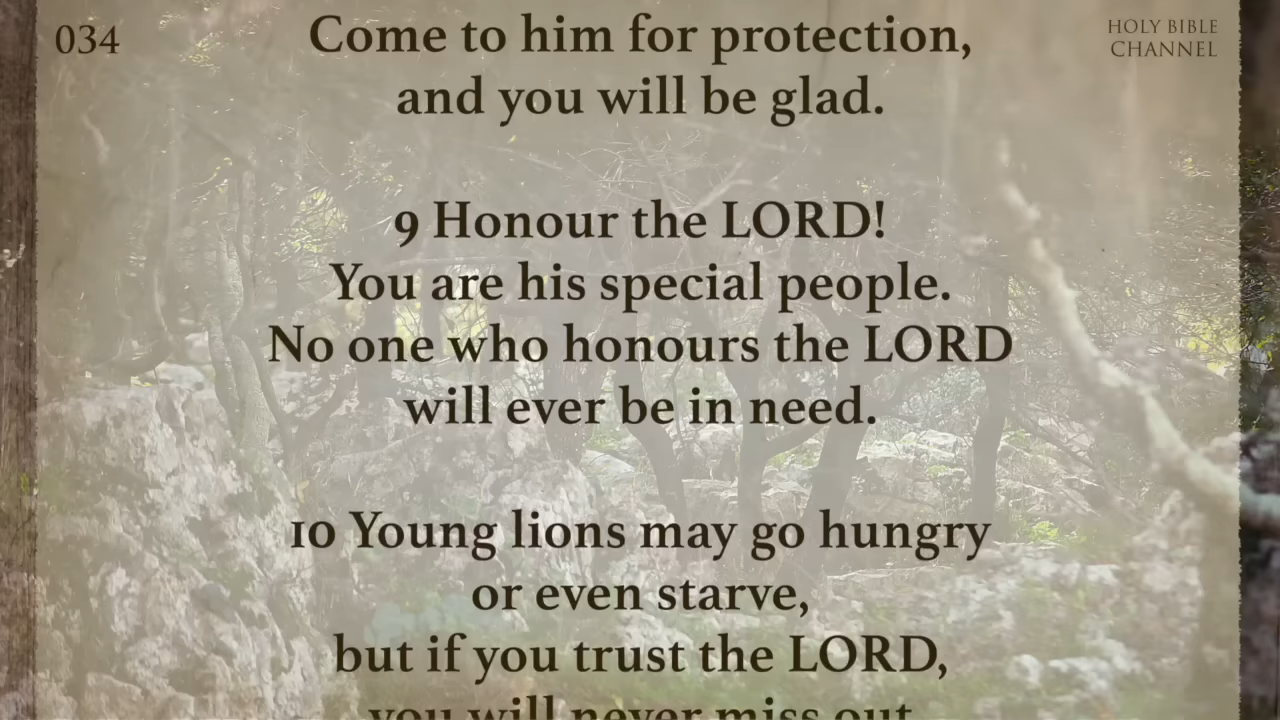 034
HOLY BIBLE
CHANNEL
Come to him for protection,
and you will be glad.
9 Honour the LORD!
You are his special people.
No one who honours the LORD
will ever be in need.
10 Young lions may go hungry
or even starve,
but if you trust the LORD,
you will never miss out